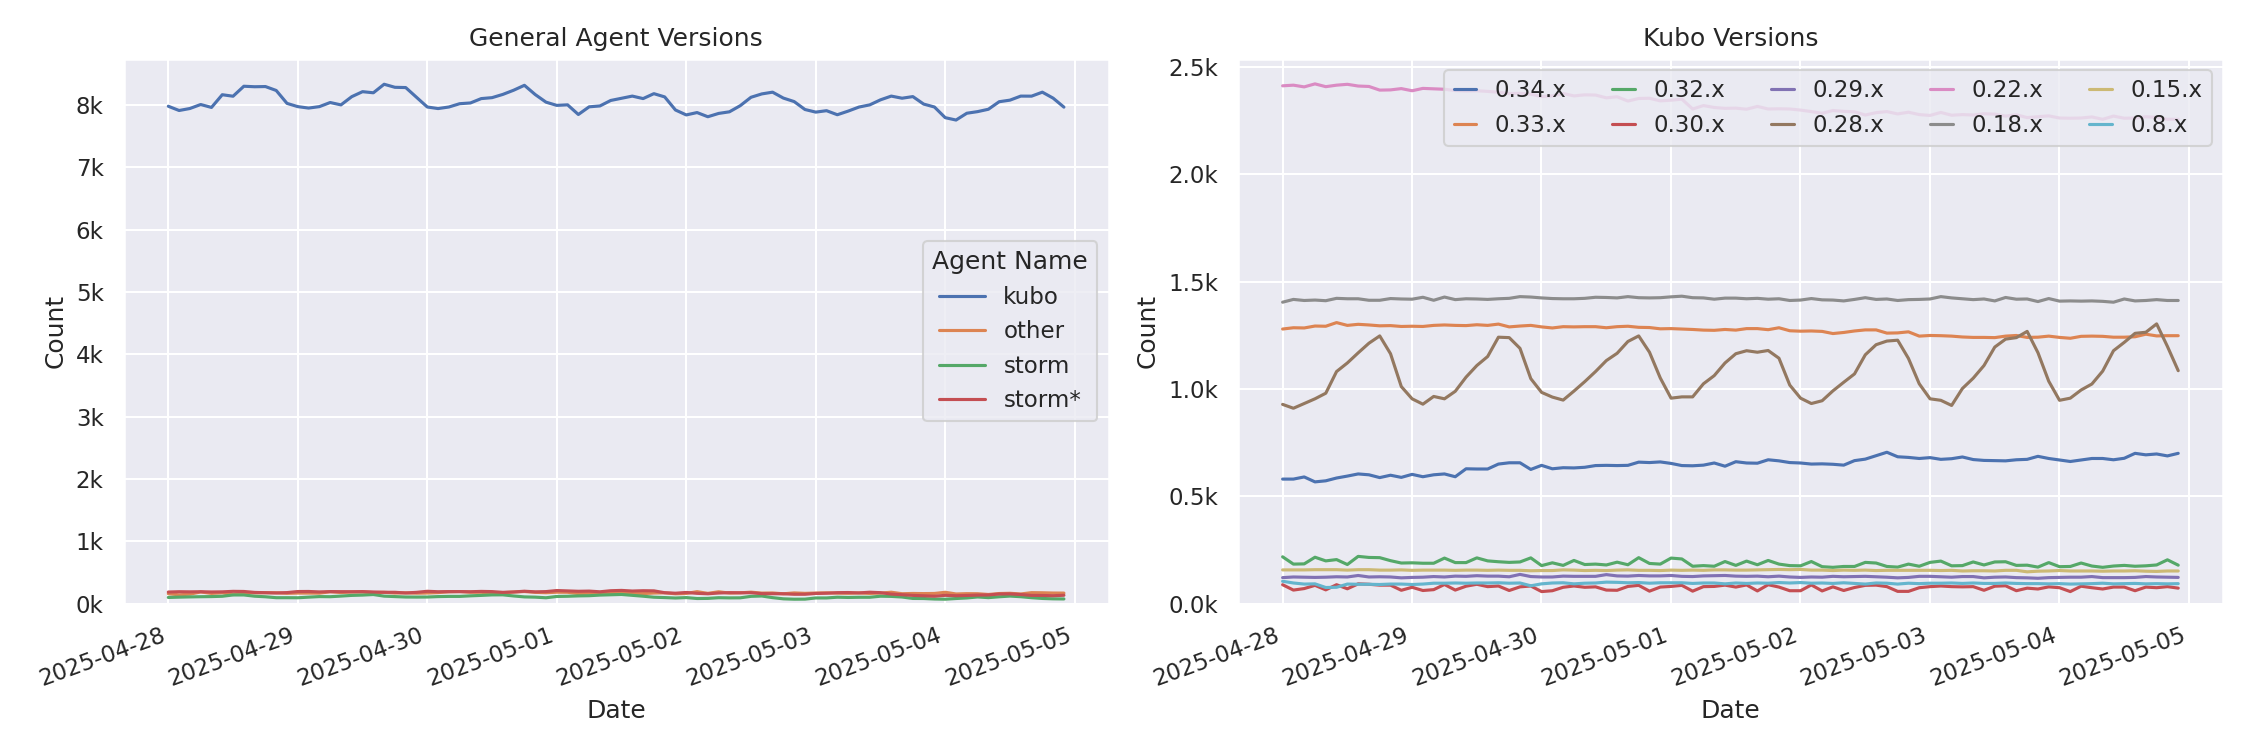 General Agent Versions
8k
7k
6k
5k
4k
3k
2k
1k
0k
Count
Agent Name
kubo
other
storm
storm*
2025-04-28
2025-04-29
2025-04-30
2025-05-01
2025-05-02
2025-05-03
2025-05-04
2025-05-05
Date
Kubo Versions
2.5k
2.0k
1.5k
1.0k
0.5k
0.0k
Count
0.34.x 0.32.x 0.29.x 0.22.x 0.15.x
0.33.x 0.30.x 0.28.x 0.18.x 0.8.x
2025-04-28
2025-04-29
2025-04-30
2025-05-01
2025-05-02
2025-05-03
2025-05-04
2025-05-05
Date